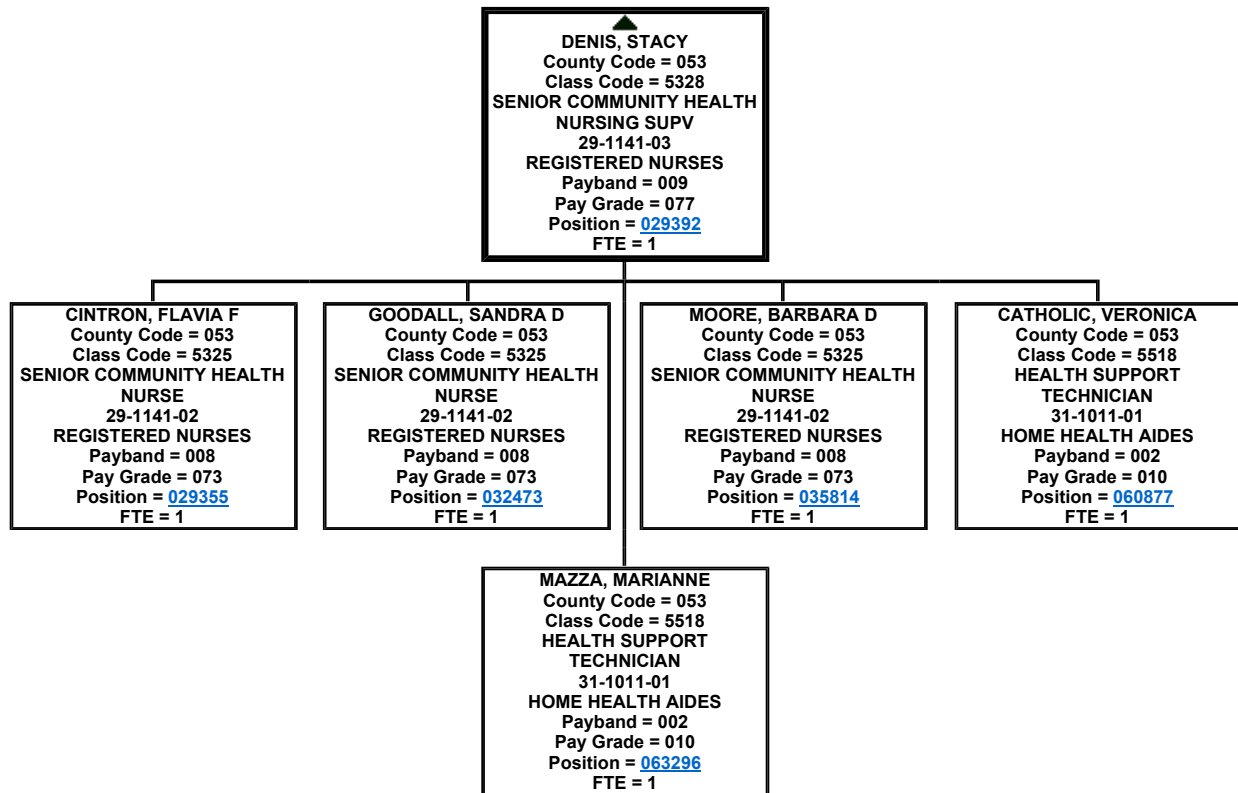 DENIS, STACY
County Code = 053
Class Code = 5328
SENIOR COMMUNITY HEALTH
NURSING SUPV
29-1141-03
REGISTERED NURSES
Payband = 009
Pay Grade = 077
Position = 029392
FTE = 1
CINTRON, FLAVIA F
County Code = 053
Class Code = 5325
SENIOR COMMUNITY HEALTH
NURSE
29-1141-02
REGISTERED NURSES
Payband = 008
Pay Grade = 073
Position = 029355
FTE = 1
GOODALL, SANDRA D
County Code = 053
Class Code = 5325
SENIOR COMMUNITY HEALTH
NURSE
29-1141-02
REGISTERED NURSES
Payband = 008
Pay Grade = 073
Position = 032473
FTE = 1
MOORE, BARBARA D
County Code = 053
Class Code = 5325
SENIOR COMMUNITY HEALTH
NURSE
29-1141-02
REGISTERED NURSES
Payband = 008
Pay Grade = 073
Position = 035814
FTE = 1
CATHOLIC, VERONICA
County Code = 053
Class Code = 5518
HEALTH SUPPORT
TECHNICIAN
31-1011-01
HOME HEALTH AIDES
Payband = 002
Pay Grade = 010
Position = 060877
FTE = 1
MAZZA, MARIANNE
County Code = 053
Class Code = 5518
HEALTH SUPPORT
TECHNICIAN
31-1011-01
HOME HEALTH AIDES
Payband = 002
Pay Grade = 010
Position = 063296
FTE = 1